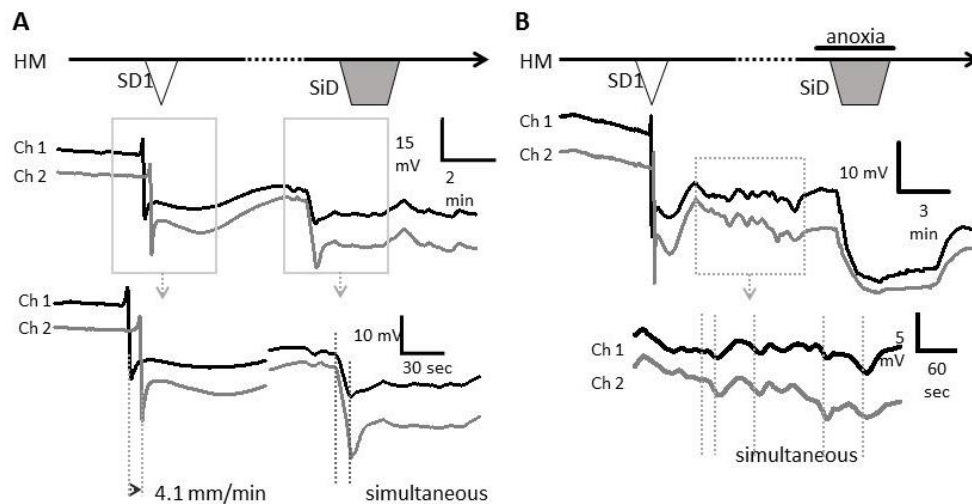 A
HM
SD1
SiD
Ch 1
Ch 2
15
mV
2
min
Ch 1
Ch 2
10 mV
30 sec
4.1 mm/min
simultaneous
B
anoxia
HM
SD1
SiD
Ch 1
Ch 2
10 mV
3
min
Ch 1
Ch 2
5
mV
60
sec
simultaneous